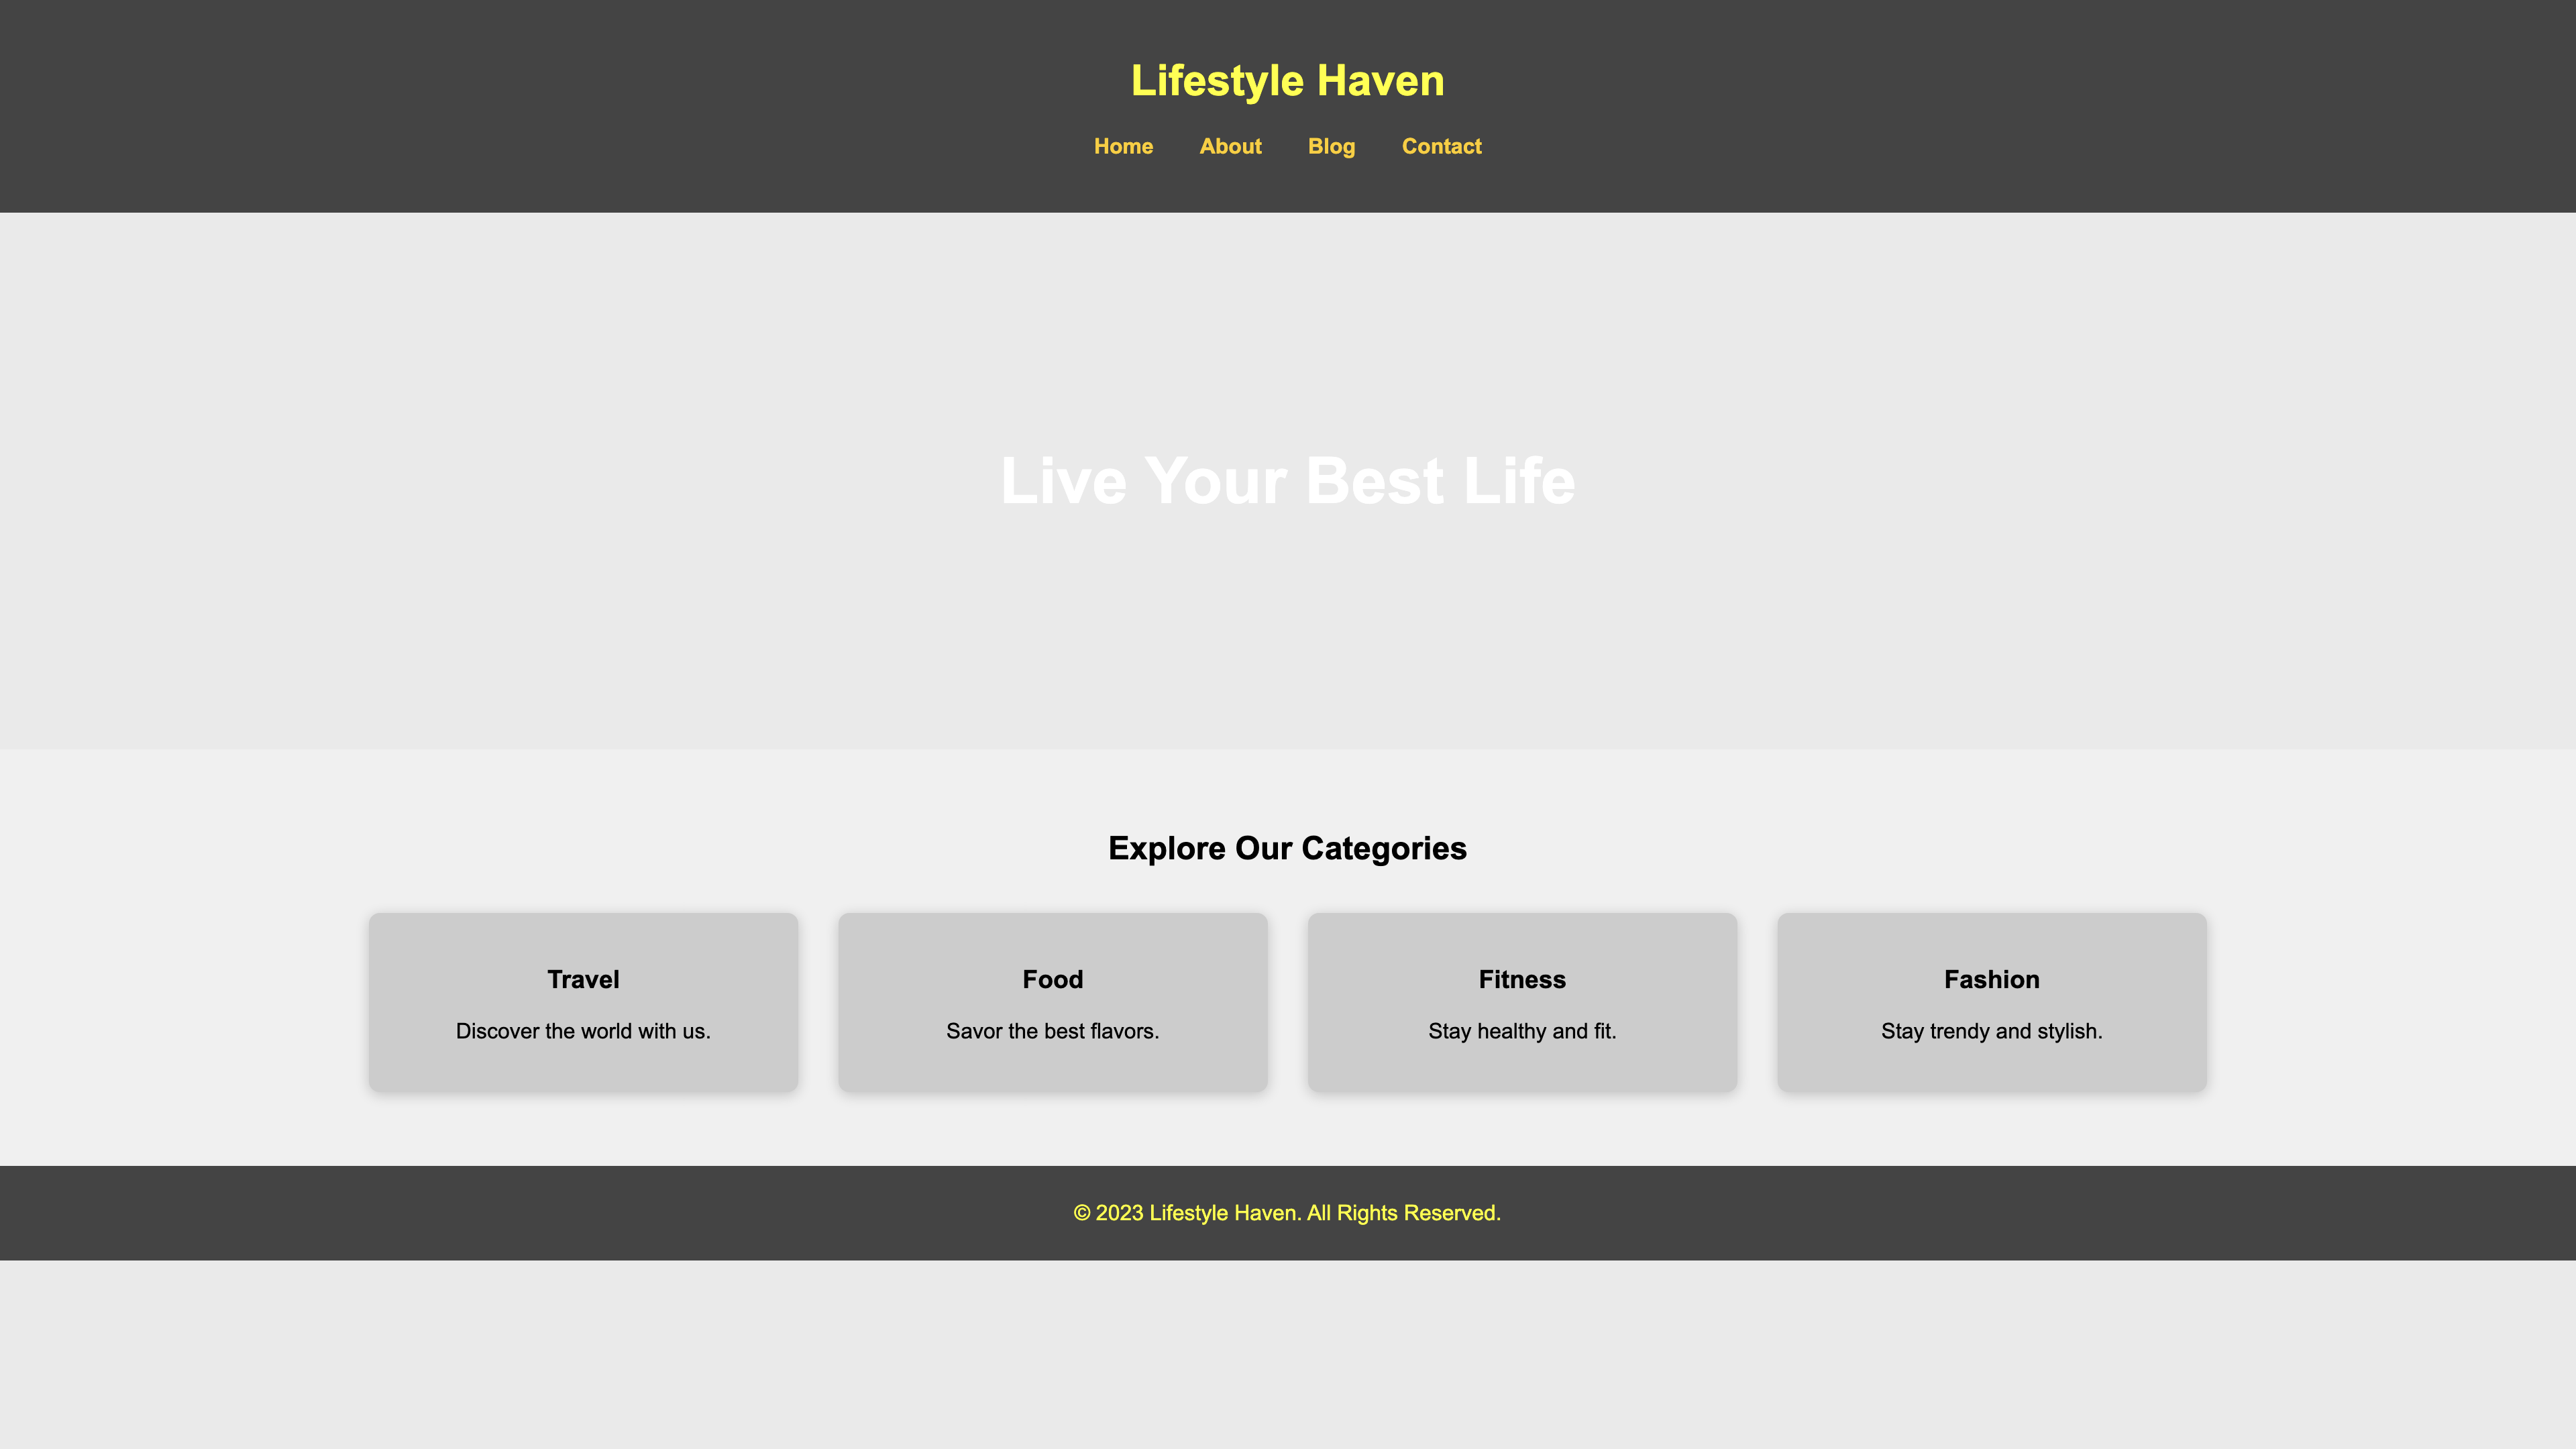 Lifestyle Haven
Home About Blog Contact
Live Your Best Life
Explore Our Categories
Travel
Discover the world with us.
Food
Savor the best flavors.
Fitness
Stay healthy and fit.
Fashion
Stay trendy and stylish.
© 2023 Lifestyle Haven. All Rights Reserved.